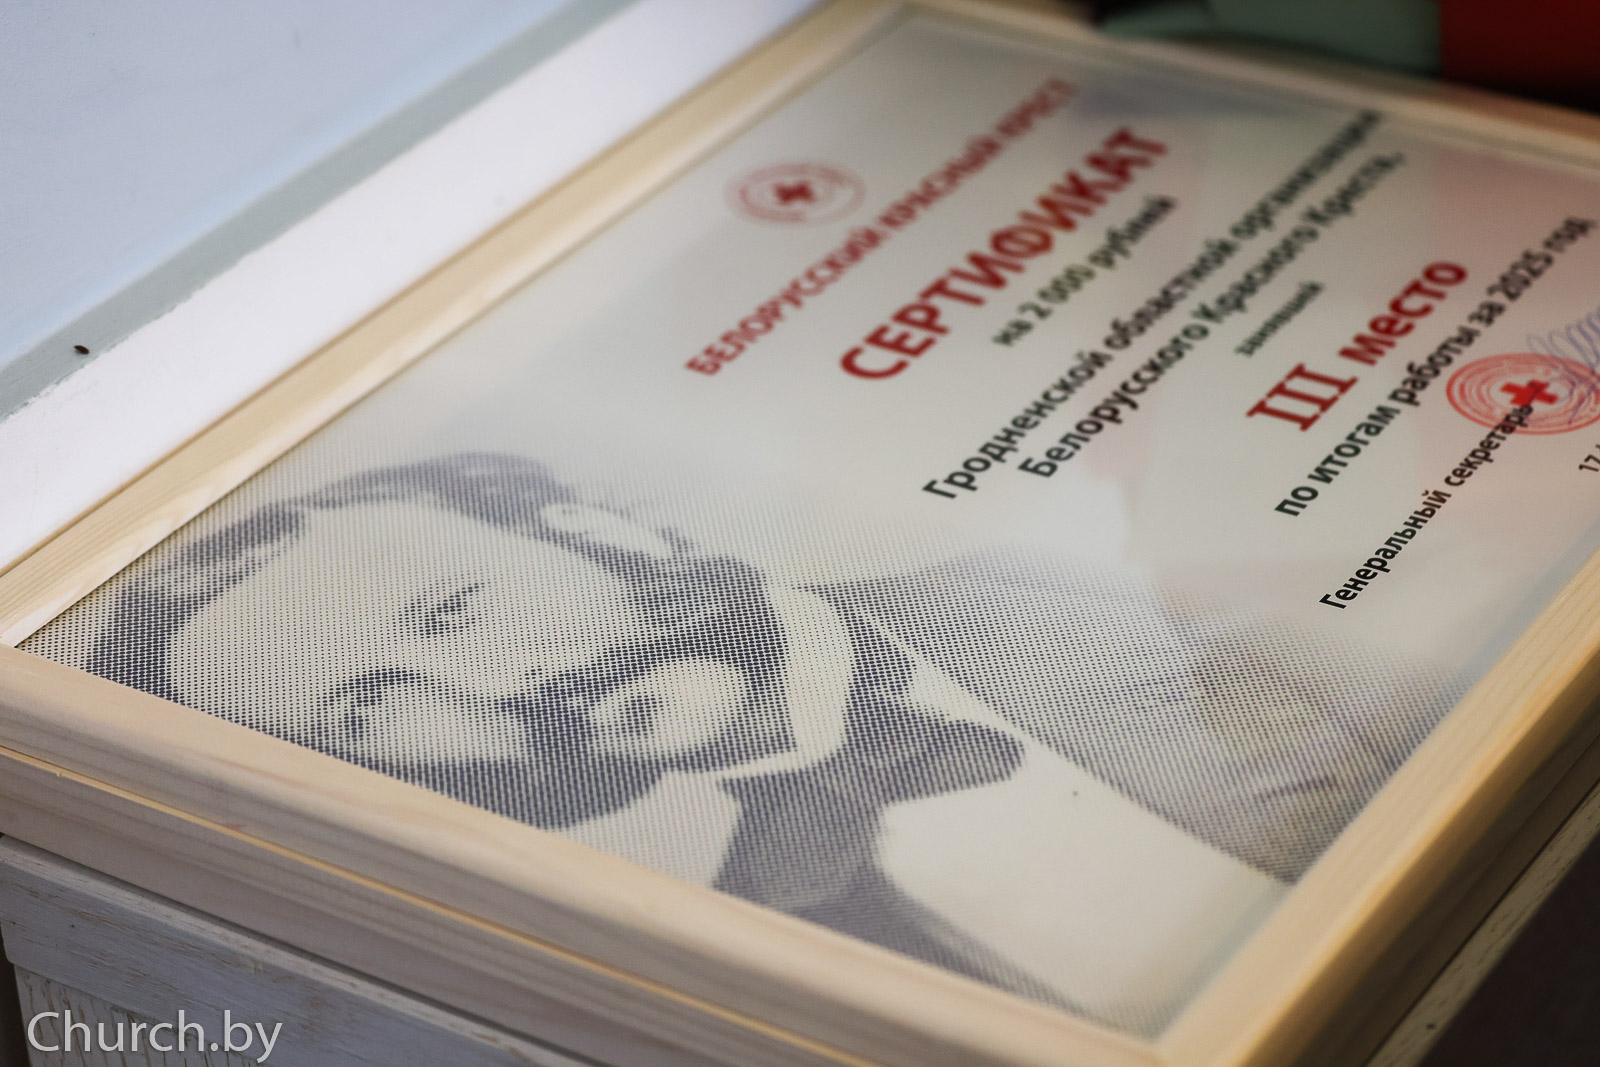 БЕЛОРУССКИЙ КРАСНЫЙ КРЕСТ
СЕРТИФИКАТ
на 2 000 рублей
Гродненской областной организации
Белорусского Красного Креста,
занявшей
III место
по итогам работы за 2025 год
Генеральный секретарь
17.
Church.by